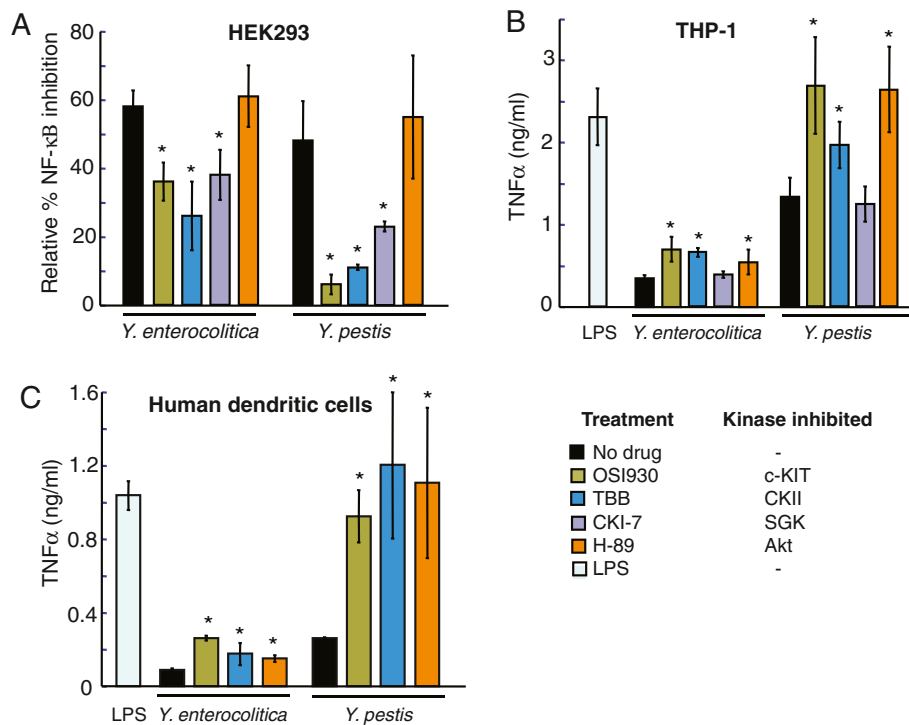 A
HEK293
Relative % NF-κB inhibition
80
60
40
20
0
* * * * * *
Y. enterocolitica
Y. pestis
B
THP-1
TNFα (ng/ml)
3
2
1
0
* * * * * *
LPS
Y. enterocolitica
Y. pestis
C
Human dendritic cells
TNFα (ng/ml)
1.6
1.2
0.8
0.4
0
* * * * * *
LPS
Y. enterocolitica
Y. pestis
Treatment Kinase inhibited
No drug -
OSI930 c-KIT
TBB CKII
CKI-7 SGK
H-89 Akt
LPS -